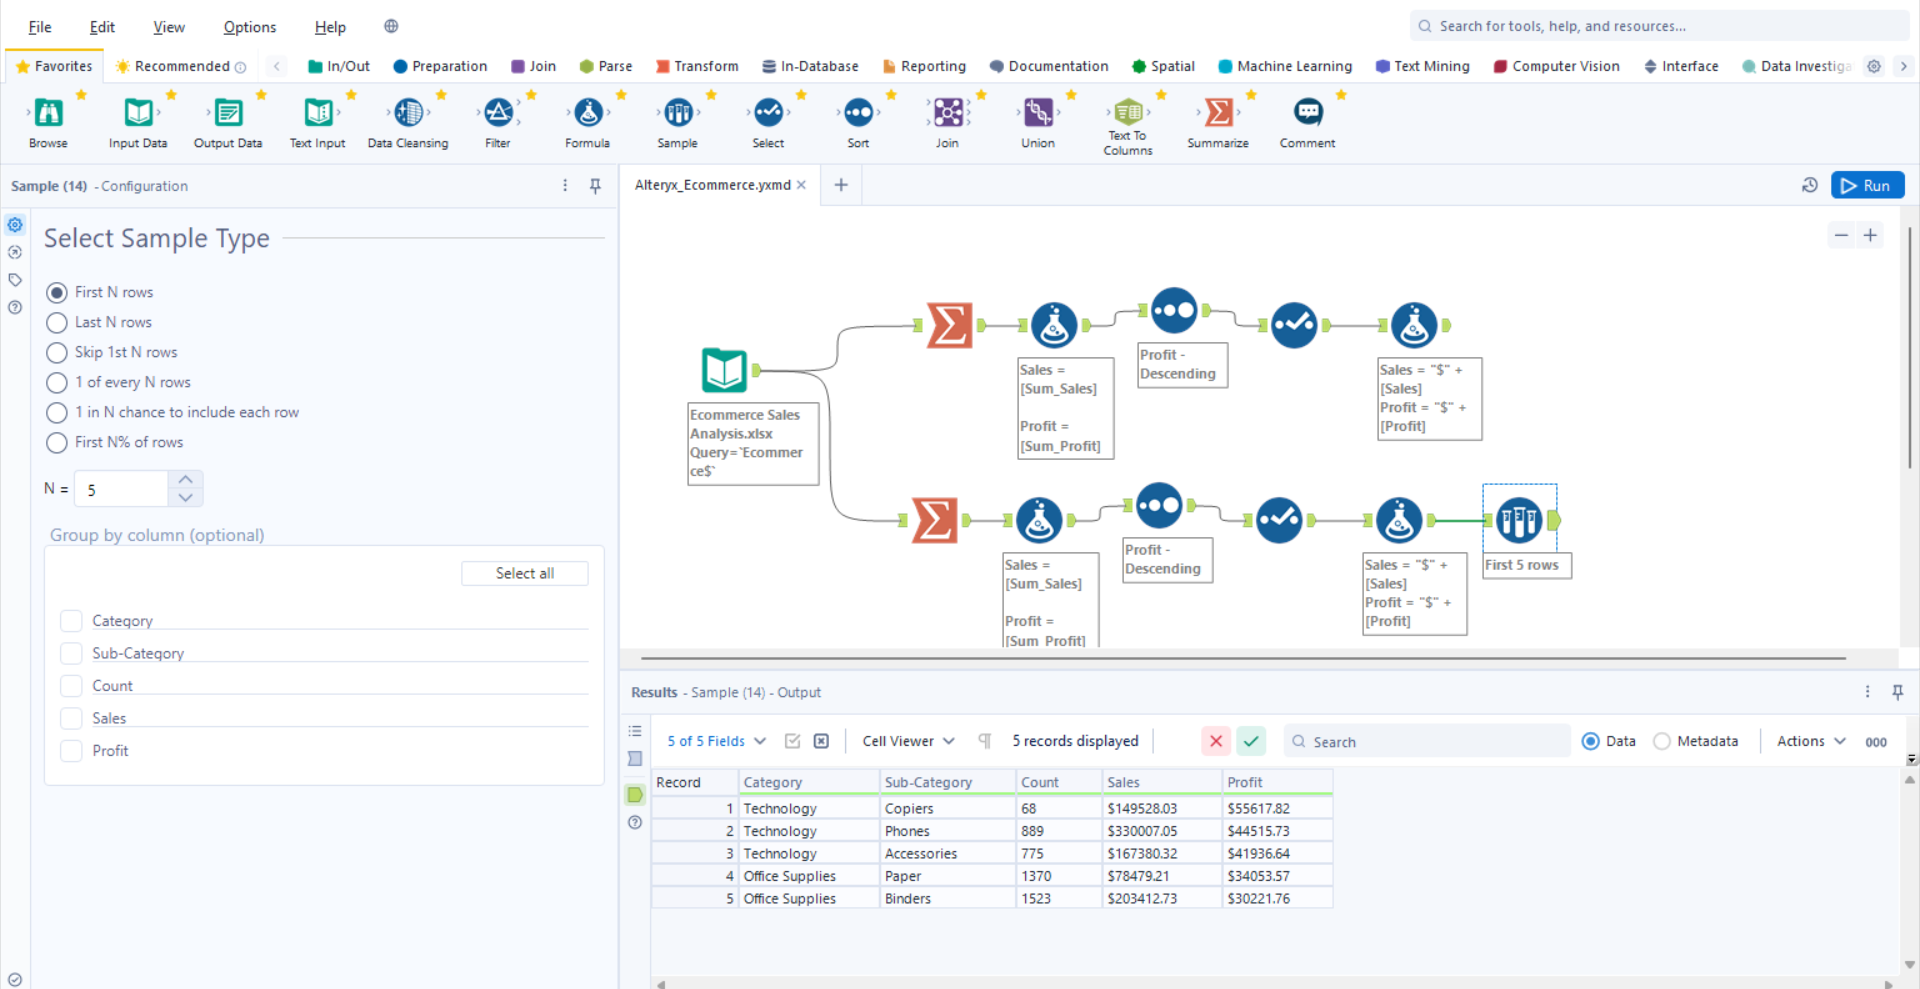 File Edit View Options Help
Search for tools, help, and resources...
Favorites Recommended In/Out Preparation Join Parse Transform In-Database Reporting Documentation Spatial Machine Learning Text Mining Computer Vision Interface Data Investiga
Browse Input Data Output Data Text Input Data Cleansing Filter Formula Sample Select Sort Join Union Text To Columns Summarize Comment
Sample (14) - Configuration
Alteryx_Ecommerce.yxmd
Run
Select Sample Type
First N rows
Last N rows
Skip 1st N rows
1 of every N rows
1 in N chance to include each row
First N% of rows
N = 5
Group by column (optional)
Select all
Category
Sub-Category
Count
Sales
Profit
Ecommerce Sales
Analysis.xlsx
Query=`Ecommer
ce$`
Sales =
[Sum_Sales]
Profit =
[Sum_Profit]
Profit -
Descending
Sales = "$" +
[Sales]
Profit = "$" +
[Profit]
Sales =
[Sum_Sales]
Profit =
[Sum_Profit]
Profit -
Descending
Sales = "$" +
[Sales]
Profit = "$" +
[Profit]
First 5 rows
Results - Sample (14) - Output
5 of 5 Fields Cell Viewer 5 records displayed Search Data Metadata Actions 000
Record Category Sub-Category Count Sales Profit
1 Technology Copiers 68 $149528.03 $55617.82
2 Technology Phones 889 $330007.05 $44515.73
3 Technology Accessories 775 $167380.32 $41936.64
4 Office Supplies Paper 1370 $78479.21 $34053.57
5 Office Supplies Binders 1523 $203412.73 $30221.76